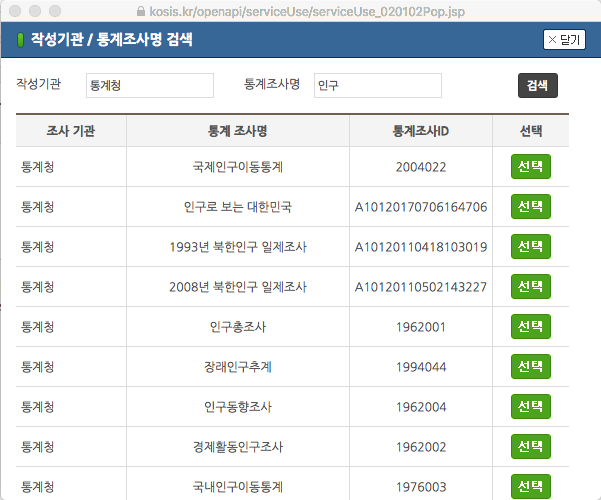 kosis.kr/openapi/serviceUse/serviceUse_020102Pop.jsp
작성기관 / 통계조사명 검색 닫기
작성기관 통계청 통계조사명 인구 검색
조사 기관 통계 조사명 통계조사ID 선택
통계청 국제인구이동통계 2004022 선택
통계청 인구로 보는 대한민국 A10120170706164706 선택
통계청 1993년 북한인구 일제조사 A10120110418103019 선택
통계청 2008년 북한인구 일제조사 A10120110502143227 선택
통계청 인구총조사 1962001 선택
통계청 장래인구추계 1994044 선택
통계청 인구동향조사 1962004 선택
통계청 경제활동인구조사 1962002 선택
통계청 국내인구이동통계 1976003 선택